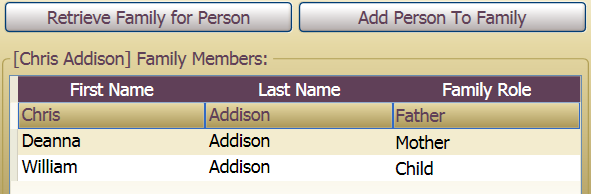 Retrieve Family for Person Add Person To Family
[Chris Addison] Family Members:
First Name Last Name Family Role
Chris Addison Father
Deanna Addison Mother
William Addison Child